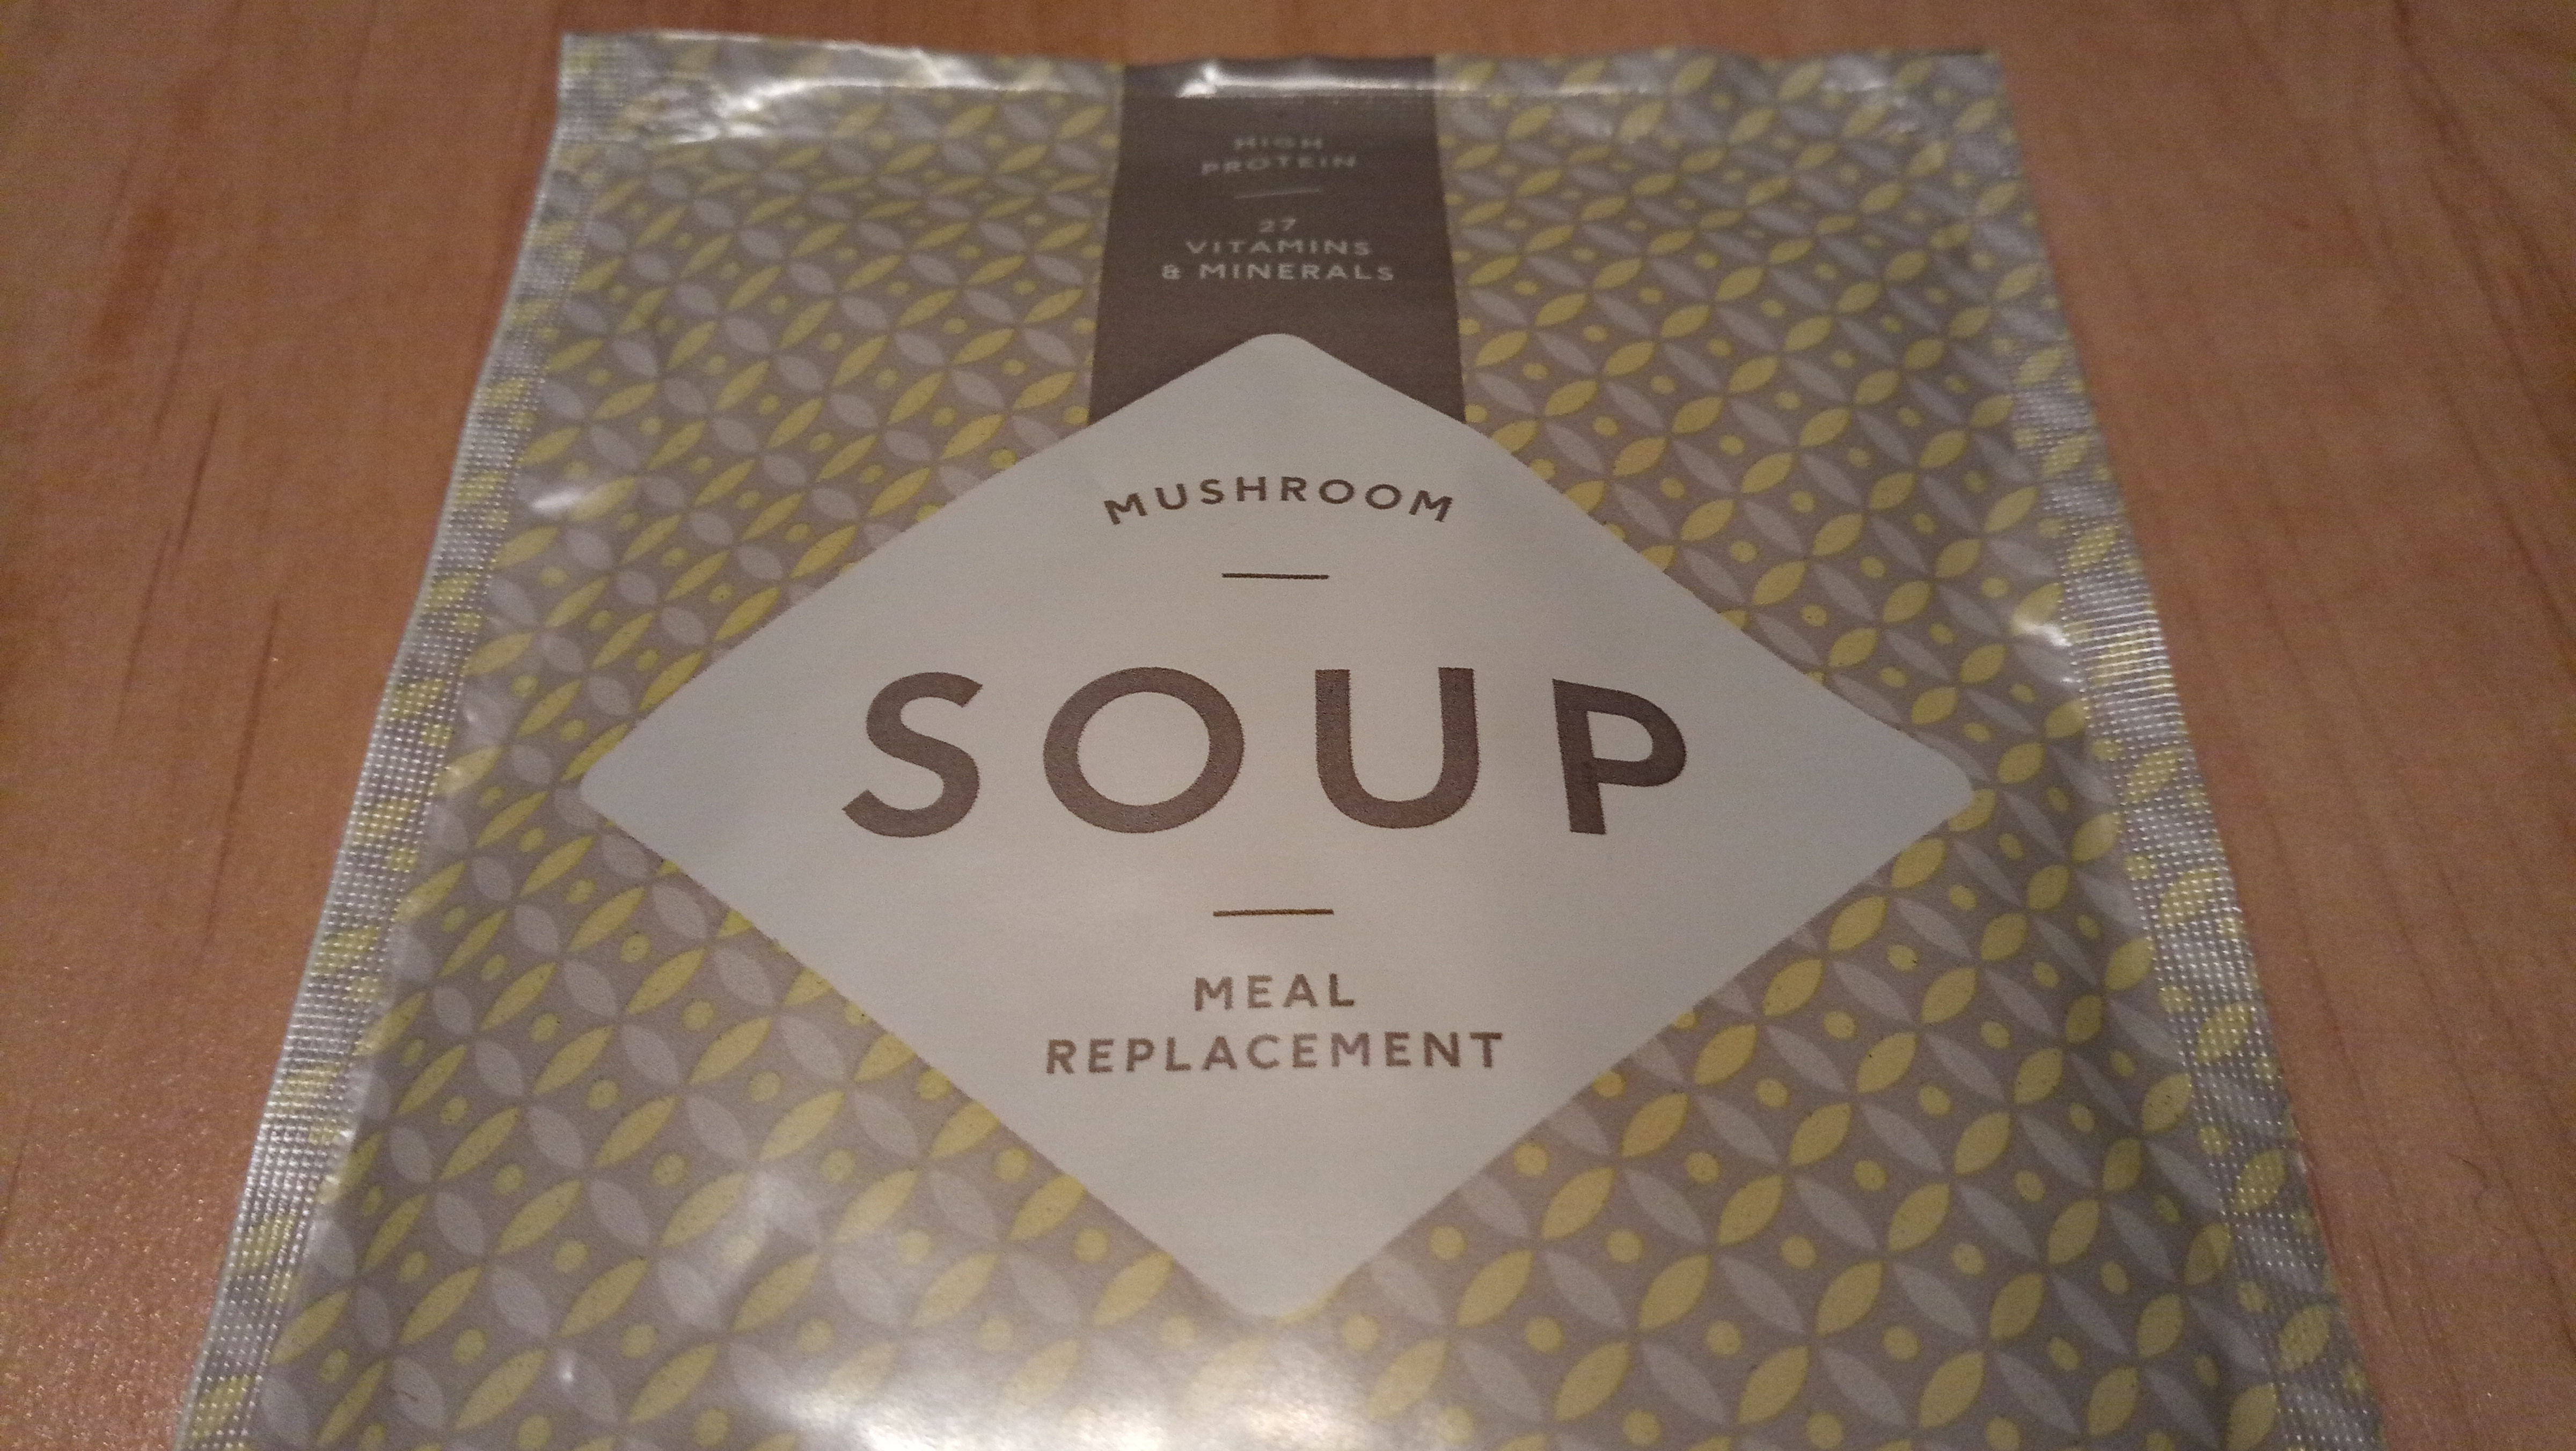 HIGH
PROTEIN
27
VITAMINS
& MINERALS
MUSHROOM
SOUP
MEAL
REPLACEMENT